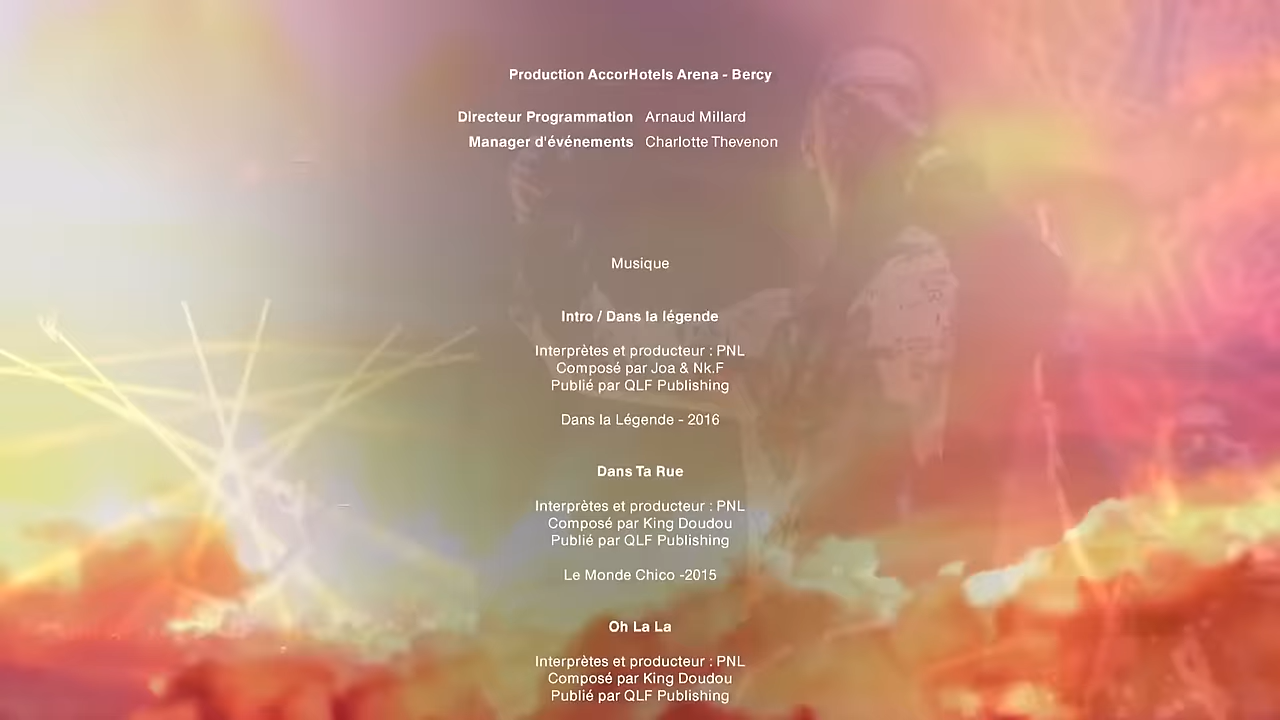 Production AccorHotels Arena - Bercy
Directeur Programmation Arnaud Millard
Manager d'événements Charlotte Thevenon
Musique
Intro / Dans la légende
Interprètes et producteur : PNL
Composé par Joa & Nk.F
Publié par QLF Publishing
Dans la Légende - 2016
Dans Ta Rue
Interprètes et producteur : PNL
Composé par King Doudou
Publié par QLF Publishing
Le Monde Chico -2015
Oh La La
Interprètes et producteur : PNL
Composé par King Doudou
Publié par QLF Publishing